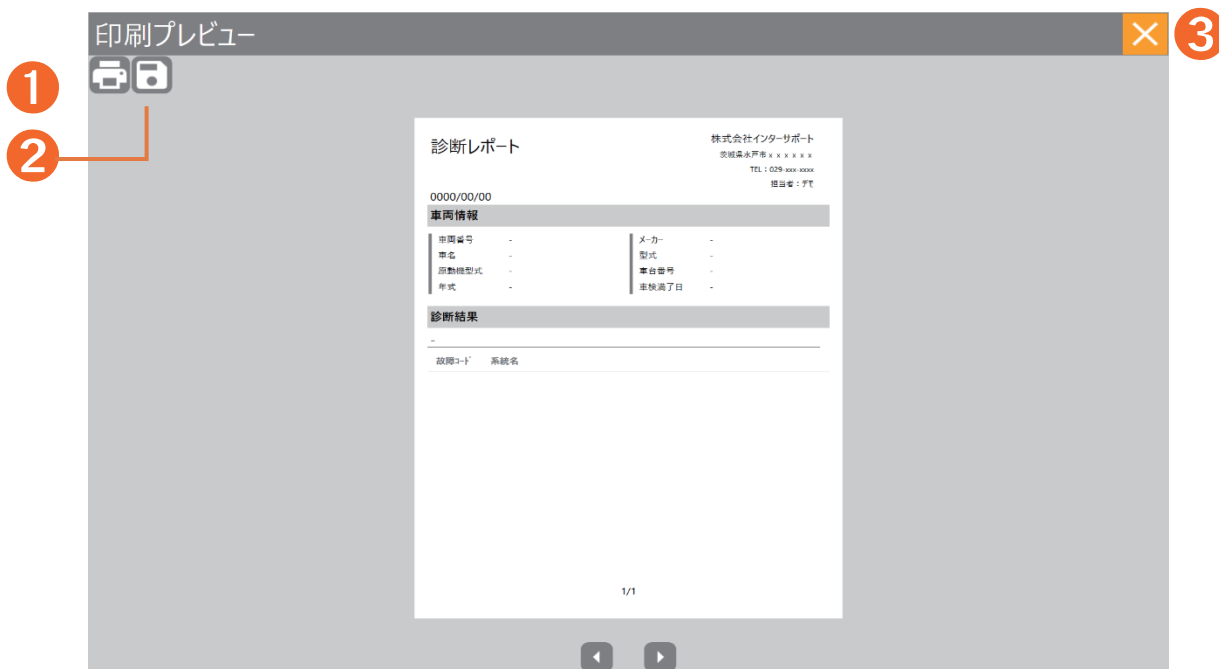 印刷プレビュー
❸
❶
❷
診断レポート
株式会社インターサポート
茨城県水戸市ｘｘｘｘｘｘ
TEL：029-xxx-xxxx
担当者：デモ
0000/00/00
車両情報
車両番号 - メーカー -
車名 - 型式 -
原動機型式 - 車台番号 -
年式 - 車検満了日 -
診断結果
-
故障ｺｰﾄﾞ 系統名
1/1